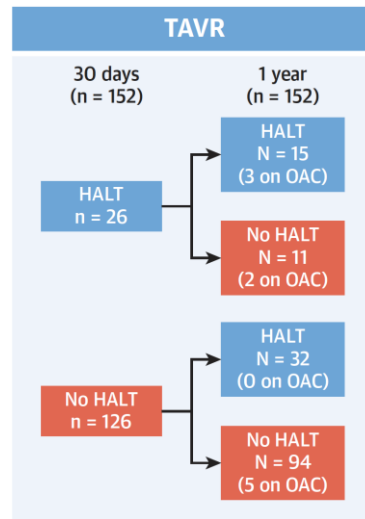 TAVR
30 days
(n = 152)
1 year
(n = 152)
HALT
n = 26
HALT
N = 15
(3 on OAC)
No HALT
N = 11
(2 on OAC)
No HALT
n = 126
HALT
N = 32
(0 on OAC)
No HALT
N = 94
(5 on OAC)